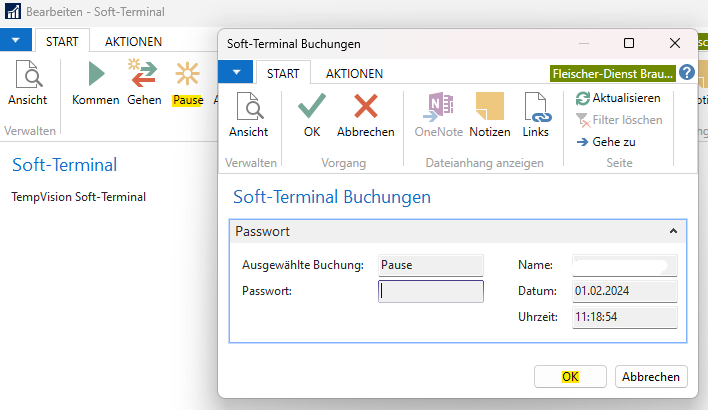 Bearbeiten - Soft-Terminal
START AKTIONEN
Ansicht
Kommen Gehen Pause
Verwalten
Soft-Terminal
TempVision Soft-Terminal
Soft-Terminal Buchungen
START AKTIONEN Fleischer-Dienst Brau... ?
Ansicht
OK Abbrechen
OneNote Notizen Links
Aktualisieren
Filter löschen
Gehe zu
Verwalten Vorgang Dateianhang anzeigen Seite
Soft-Terminal Buchungen
Passwort
Ausgewählte Buchung: Pause Name:
Passwort: Datum: 01.02.2024
Uhrzeit: 11:18:54
OK Abbrechen